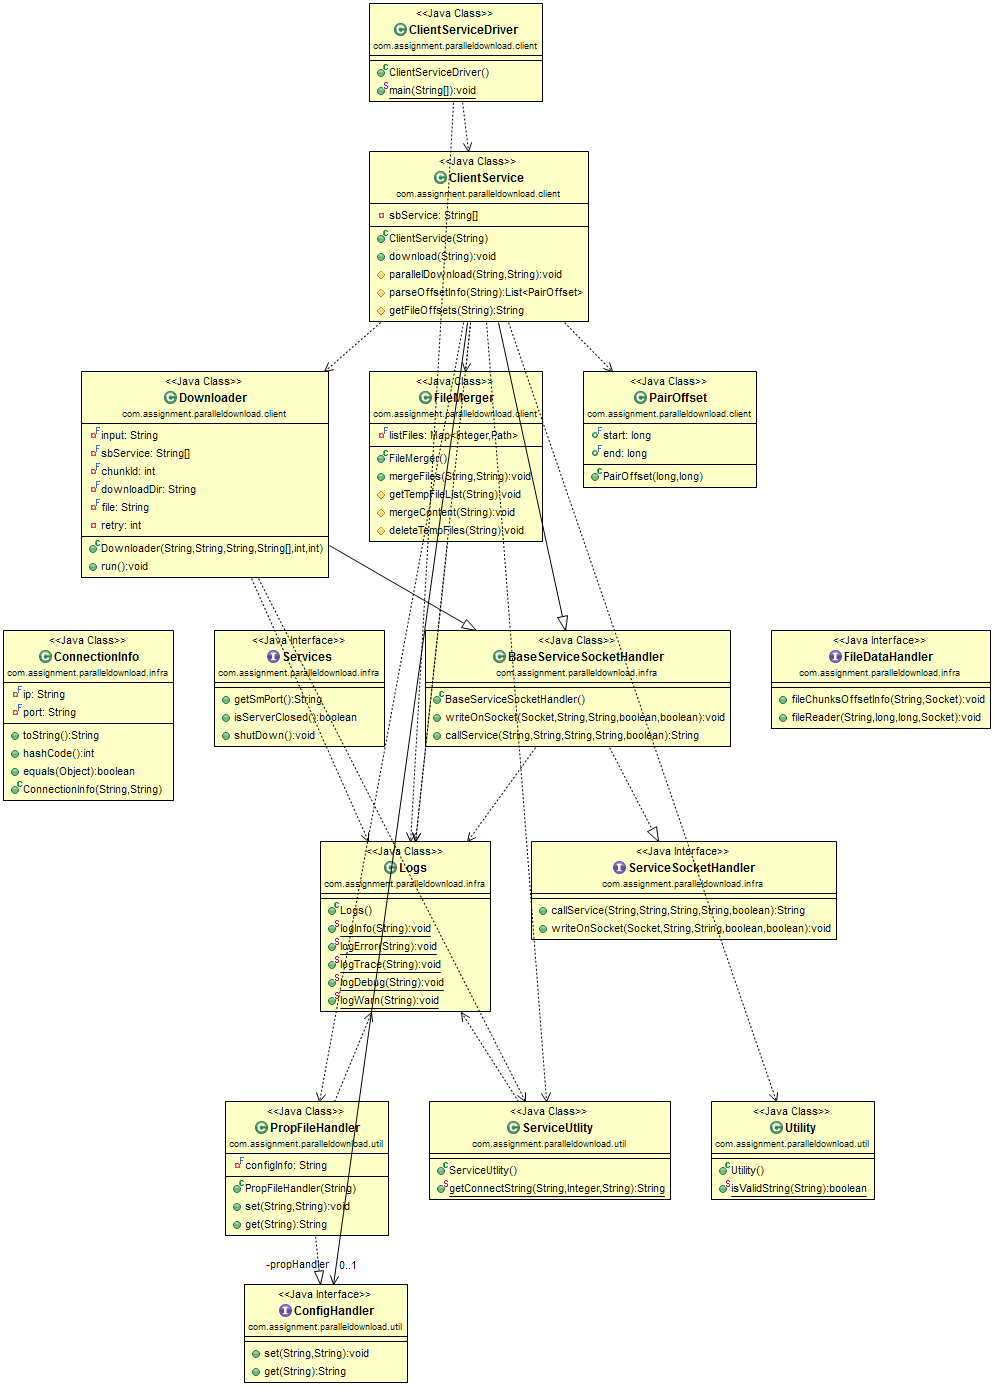 <<Java Class>>
ClientServiceDriver
com.assignment.paralleldownload.client
ClientServiceDriver()
main(String[]):void
<<Java Class>>
ClientService
com.assignment.paralleldownload.client
sbService: String[]
ClientService(String)
download(String):void
parallelDownload(String,String):void
parseOffsetInfo(String):List<PairOffset>
getFileOffsets(String):String
<<Java Class>>
Downloader
com.assignment.paralleldownload.client
input: String
sbService: String[]
chunkId: int
downloadDir: String
file: String
retry: int
Downloader(String,String,String,String[],int,int)
run():void
<<Java Class>>
FileMerger
com.assignment.paralleldownload.client
listFiles: Map<Integer,Path>
FileMerger()
mergeFiles(String,String):void
getTempFileList(String):void
mergeContent(String):void
deleteTempFiles(String):void
<<Java Class>>
PairOffset
com.assignment.paralleldownload.client
start: long
end: long
PairOffset(long,long)
<<Java Class>>
ConnectionInfo
com.assignment.paralleldownload.infra
ip: String
port: String
toString():String
hashCode():int
equals(Object):boolean
ConnectionInfo(String,String)
<<Java Interface>>
Services
com.assignment.paralleldownload.infra
getSmPort():String
isServerClosed():boolean
shutDown():void
<<Java Class>>
BaseServiceSocketHandler
com.assignment.paralleldownload.infra
BaseServiceSocketHandler()
writeOnSocket(Socket,String,String,boolean,boolean):void
callService(String,String,String,String,boolean):String
<<Java Interface>>
FileDataHandler
com.assignment.paralleldownload.infra
fileChunksOffsetInfo(String,Socket):void
fileReader(String,long,long,Socket):void
<<Java Class>>
Logs
com.assignment.paralleldownload.infra
Logs()
logInfo(String):void
logError(String):void
logTrace(String):void
logDebug(String):void
logWarn(String):void
<<Java Interface>>
ServiceSocketHandler
com.assignment.paralleldownload.infra
callService(String,String,String,String,boolean):String
writeOnSocket(Socket,String,String,boolean,boolean):void
<<Java Class>>
PropFileHandler
com.assignment.paralleldownload.util
configInfo: String
PropFileHandler(String)
set(String,String):void
get(String):String
<<Java Class>>
ServiceUtlity
com.assignment.paralleldownload.util
ServiceUtlity()
getConnectString(String,Integer,String):String
<<Java Class>>
Utility
com.assignment.paralleldownload.util
Utility()
isValidString(String):boolean
-propHandler 0..1
<<Java Interface>>
ConfigHandler
com.assignment.paralleldownload.util
set(String,String):void
get(String):String